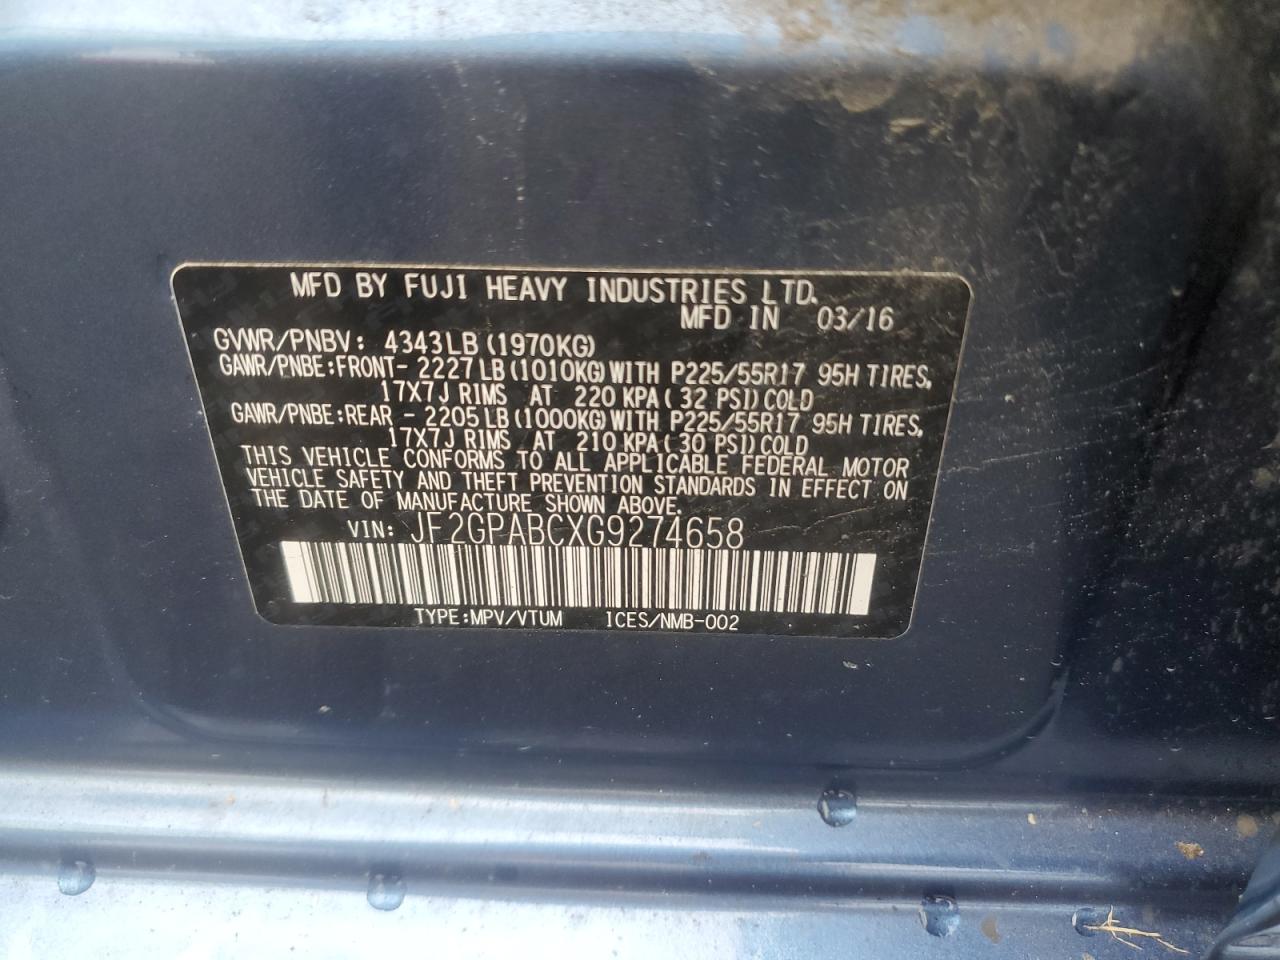 MFD BY FUJI HEAVY INDUSTRIES LTD.
MFD IN 03/16
GVWR/PNBV: 4343LB (1970KG)
GAWR/PNBE:FRONT- 2227LB (1010KG) WITH P225/55R17 95H TIRES,
17X7J RIMS AT 220 KPA (32 PSI) COLD
GAWR/PNBE:REAR - 2205LB (1000KG) WITH P225/55R17 95H TIRES,
17X7J RIMS AT 210 KPA (30 PSI) COLD
THIS VEHICLE CONFORMS TO ALL APPLICABLE FEDERAL MOTOR
VEHICLE SAFETY AND THEFT PREVENTION STANDARDS IN EFFECT ON
THE DATE OF MANUFACTURE SHOWN ABOVE.
VIN: JF2GPABCXG9274658
TYPE:MPV/VTUM ICES/NMB-002